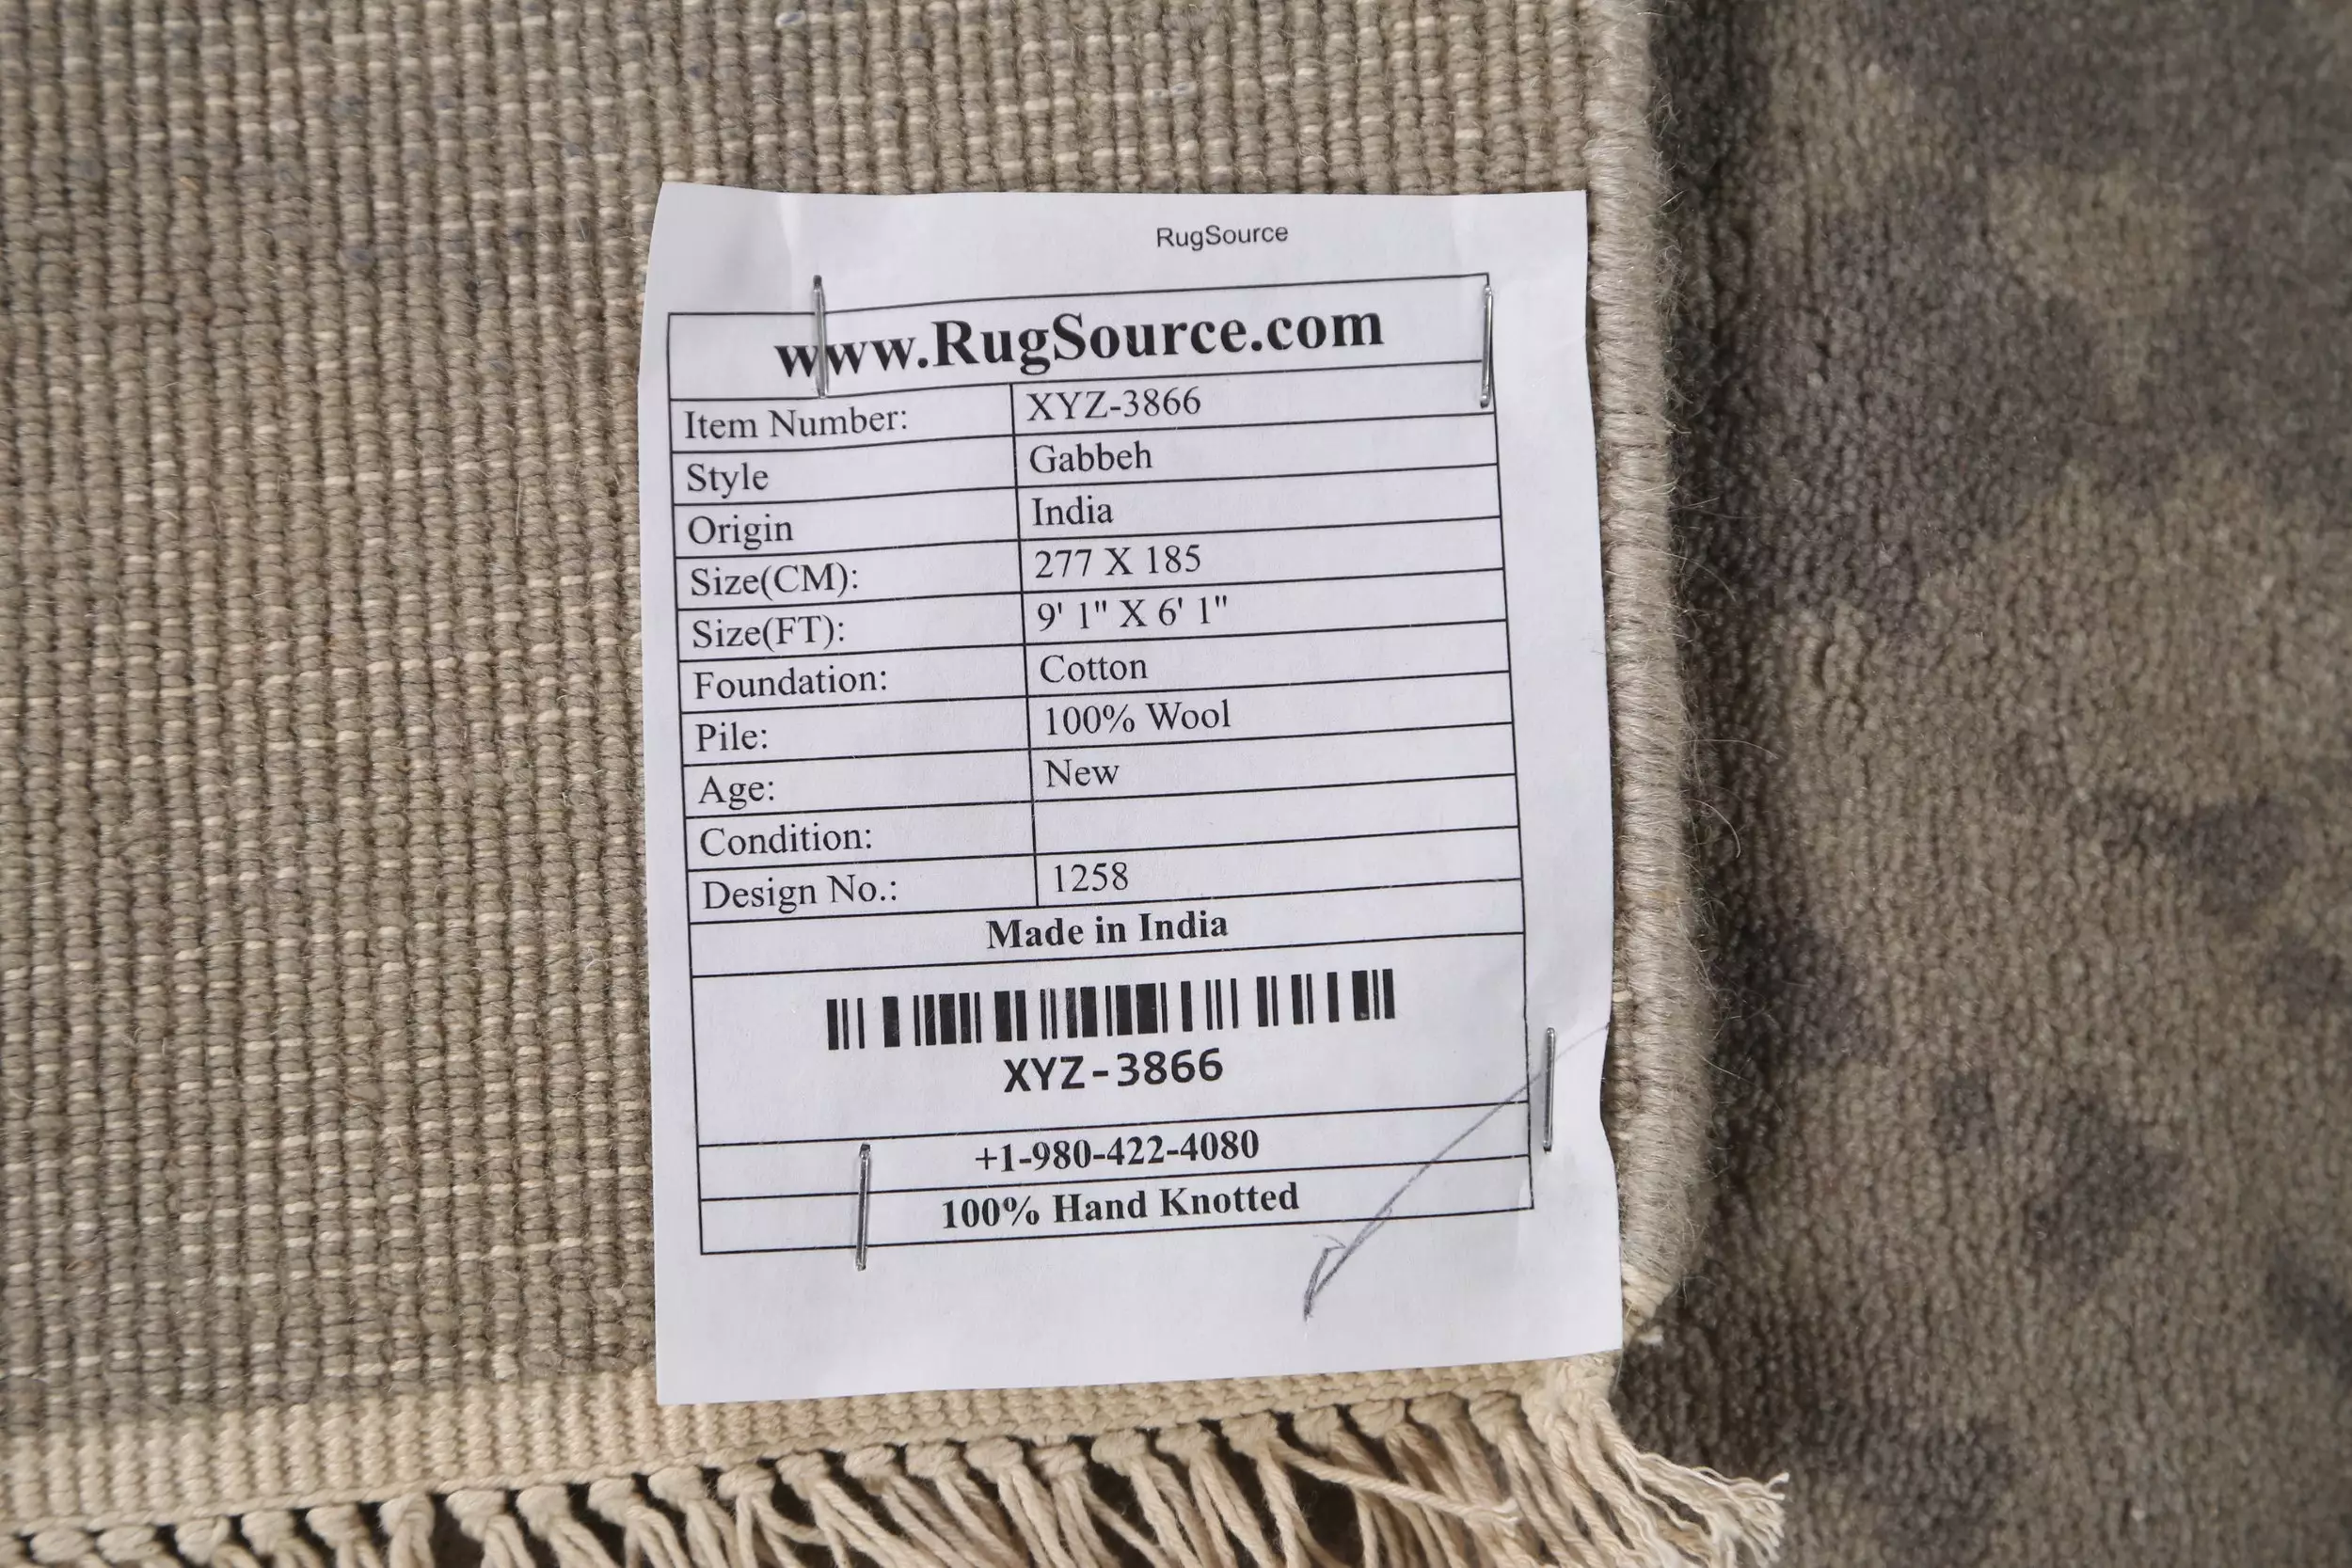 RugSource
www.RugSource.com
Item Number: XYZ-3866
Style Gabbeh
Origin India
Size(CM): 277 X 185
Size(FT): 9' 1" X 6' 1"
Foundation: Cotton
Pile: 100% Wool
Age: New
Condition:
Design No.: 1258
Made in India
XYZ-3866
+1-980-422-4080
100% Hand Knotted